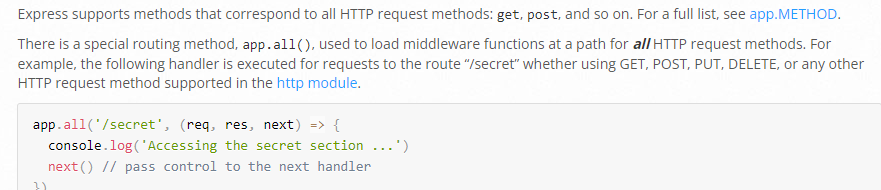 Express supports methods that correspond to all HTTP request methods: get, post, and so on. For a full list, see app.METHOD.
There is a special routing method, app.all(), used to load middleware functions at a path for all HTTP request methods. For
example, the following handler is executed for requests to the route “/secret” whether using GET, POST, PUT, DELETE, or any other
HTTP request method supported in the http module.
app.all('/secret', (req, res, next) => {
  console.log('Accessing the secret section ...')
  next() // pass control to the next handler
})